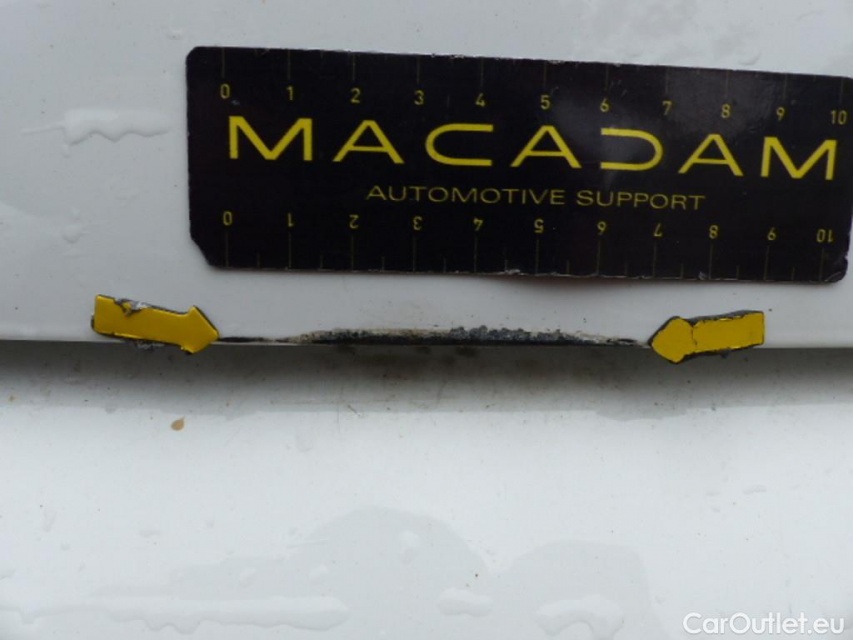 0 1 2 3 4 5 6 7 8 9 10
MACADAM
AUTOMOTIVE SUPPORT
0 1 2 3 4 5 6 7 8 9 10
CarOutlet.eu